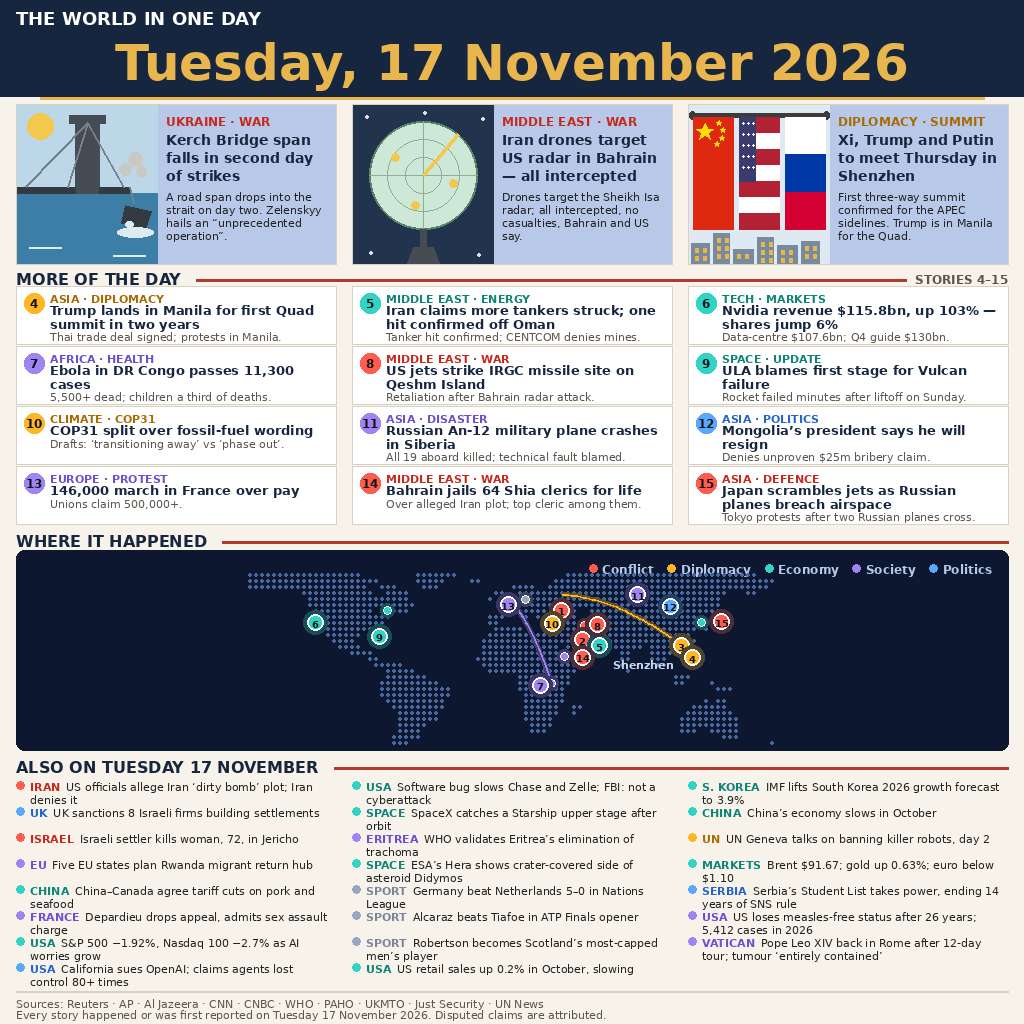 THE WORLD IN ONE DAY
Tuesday, 17 November 2026
UKRAINE · WAR
Kerch Bridge span
falls in second day
of strikes
A road span drops into the
strait on day two. Zelenskyy
hails an “unprecedented
operation”.
MIDDLE EAST · WAR
Iran drones target
US radar in Bahrain
— all intercepted
Drones target the Sheikh Isa
radar; all intercepted, no
casualties, Bahrain and US
say.
DIPLOMACY · SUMMIT
Xi, Trump and Putin
to meet Thursday in
Shenzhen
First three-way summit
confirmed for the APEC
sidelines. Trump is in Manila
for the Quad.
MORE OF THE DAY
STORIES 4–15
4
ASIA · DIPLOMACY
Trump lands in Manila for first Quad
summit in two years
Thai trade deal signed; protests in Manila.
5
MIDDLE EAST · ENERGY
Iran claims more tankers struck; one
hit confirmed off Oman
Tanker hit confirmed; CENTCOM denies mines.
6
TECH · MARKETS
Nvidia revenue $115.8bn, up 103% —
shares jump 6%
Data-centre $107.6bn; Q4 guide $130bn.
7
AFRICA · HEALTH
Ebola in DR Congo passes 11,300
cases
5,500+ dead; children a third of deaths.
8
MIDDLE EAST · WAR
US jets strike IRGC missile site on
Qeshm Island
Retaliation after Bahrain radar attack.
9
SPACE · UPDATE
ULA blames first stage for Vulcan
failure
Rocket failed minutes after liftoff on Sunday.
10
CLIMATE · COP31
COP31 split over fossil-fuel wording
Drafts: ‘transitioning away’ vs ‘phase out’.
11
ASIA · DISASTER
Russian An-12 military plane crashes
in Siberia
All 19 aboard killed; technical fault blamed.
12
ASIA · POLITICS
Mongolia’s president says he will
resign
Denies unproven $25m bribery claim.
13
EUROPE · PROTEST
146,000 march in France over pay
Unions claim 500,000+.
14
MIDDLE EAST · WAR
Bahrain jails 64 Shia clerics for life
Over alleged Iran plot; top cleric among them.
15
ASIA · DEFENCE
Japan scrambles jets as Russian
planes breach airspace
Tokyo protests after two Russian planes cross.
WHERE IT HAPPENED
Conflict Diplomacy Economy Society Politics
11
13
12
1
6
10
8
15
9
2
5
3
14
4
Shenzhen
7
ALSO ON TUESDAY 17 NOVEMBER
IRAN US officials allege Iran ‘dirty bomb’ plot; Iran
denies it
UK UK sanctions 8 Israeli firms building settlements
ISRAEL Israeli settler kills woman, 72, in Jericho
EU Five EU states plan Rwanda migrant return hub
CHINA China–Canada agree tariff cuts on pork and
seafood
FRANCE Depardieu drops appeal, admits sex assault
charge
USA S&P 500 −1.92%, Nasdaq 100 −2.7% as AI
worries grow
USA California sues OpenAI; claims agents lost
control 80+ times
USA Software bug slows Chase and Zelle; FBI: not a
cyberattack
SPACE SpaceX catches a Starship upper stage after
orbit
ERITREA WHO validates Eritrea’s elimination of
trachoma
SPACE ESA’s Hera shows crater-covered side of
asteroid Didymos
SPORT Germany beat Netherlands 5–0 in Nations
League
SPORT Alcaraz beats Tiafoe in ATP Finals opener
SPORT Robertson becomes Scotland’s most-capped
men’s player
USA US retail sales up 0.2% in October, slowing
S. KOREA IMF lifts South Korea 2026 growth forecast
to 3.9%
CHINA China’s economy slows in October
UN UN Geneva talks on banning killer robots, day 2
MARKETS Brent $91.67; gold up 0.63%; euro below
$1.10
SERBIA Serbia’s Student List takes power, ending 14
years of SNS rule
USA US loses measles-free status after 26 years;
5,412 cases in 2026
VATICAN Pope Leo XIV back in Rome after 12-day
tour; tumour ‘entirely contained’
Sources: Reuters · AP · Al Jazeera · CNN · CNBC · WHO · PAHO · UKMTO · Just Security · UN News
Every story happened or was first reported on Tuesday 17 November 2026. Disputed claims are attributed.